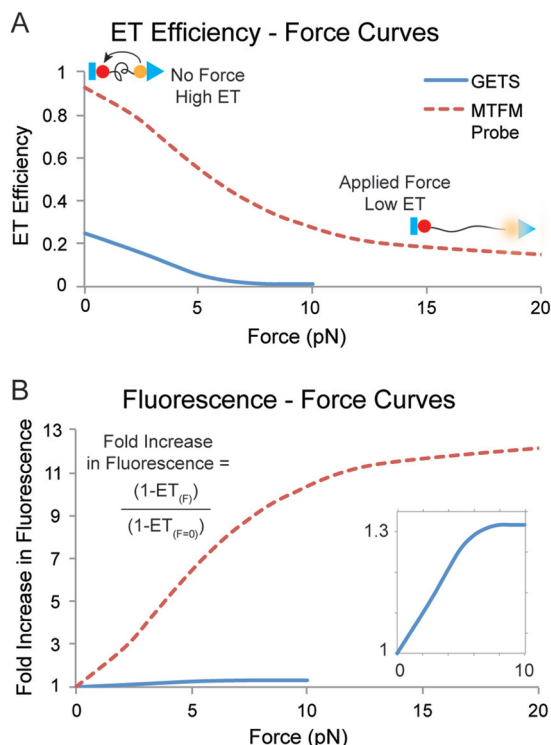 A
ET Efficiency - Force Curves
No Force
High ET
GETS
MTFM
Probe
Applied Force
Low ET
ET Efficiency
1
0.8
0.6
0.4
0.2
0
0 5 10 15 20
Force (pN)
B
Fluorescence - Force Curves
Fold Increase
in Fluorescence =
(1-ET(F))
(1-ET(F=0))
Fold Increase in Fluorescence
13
11
9
7
5
3
1
1.3
1
0 10
0 5 10 15 20
Force (pN)